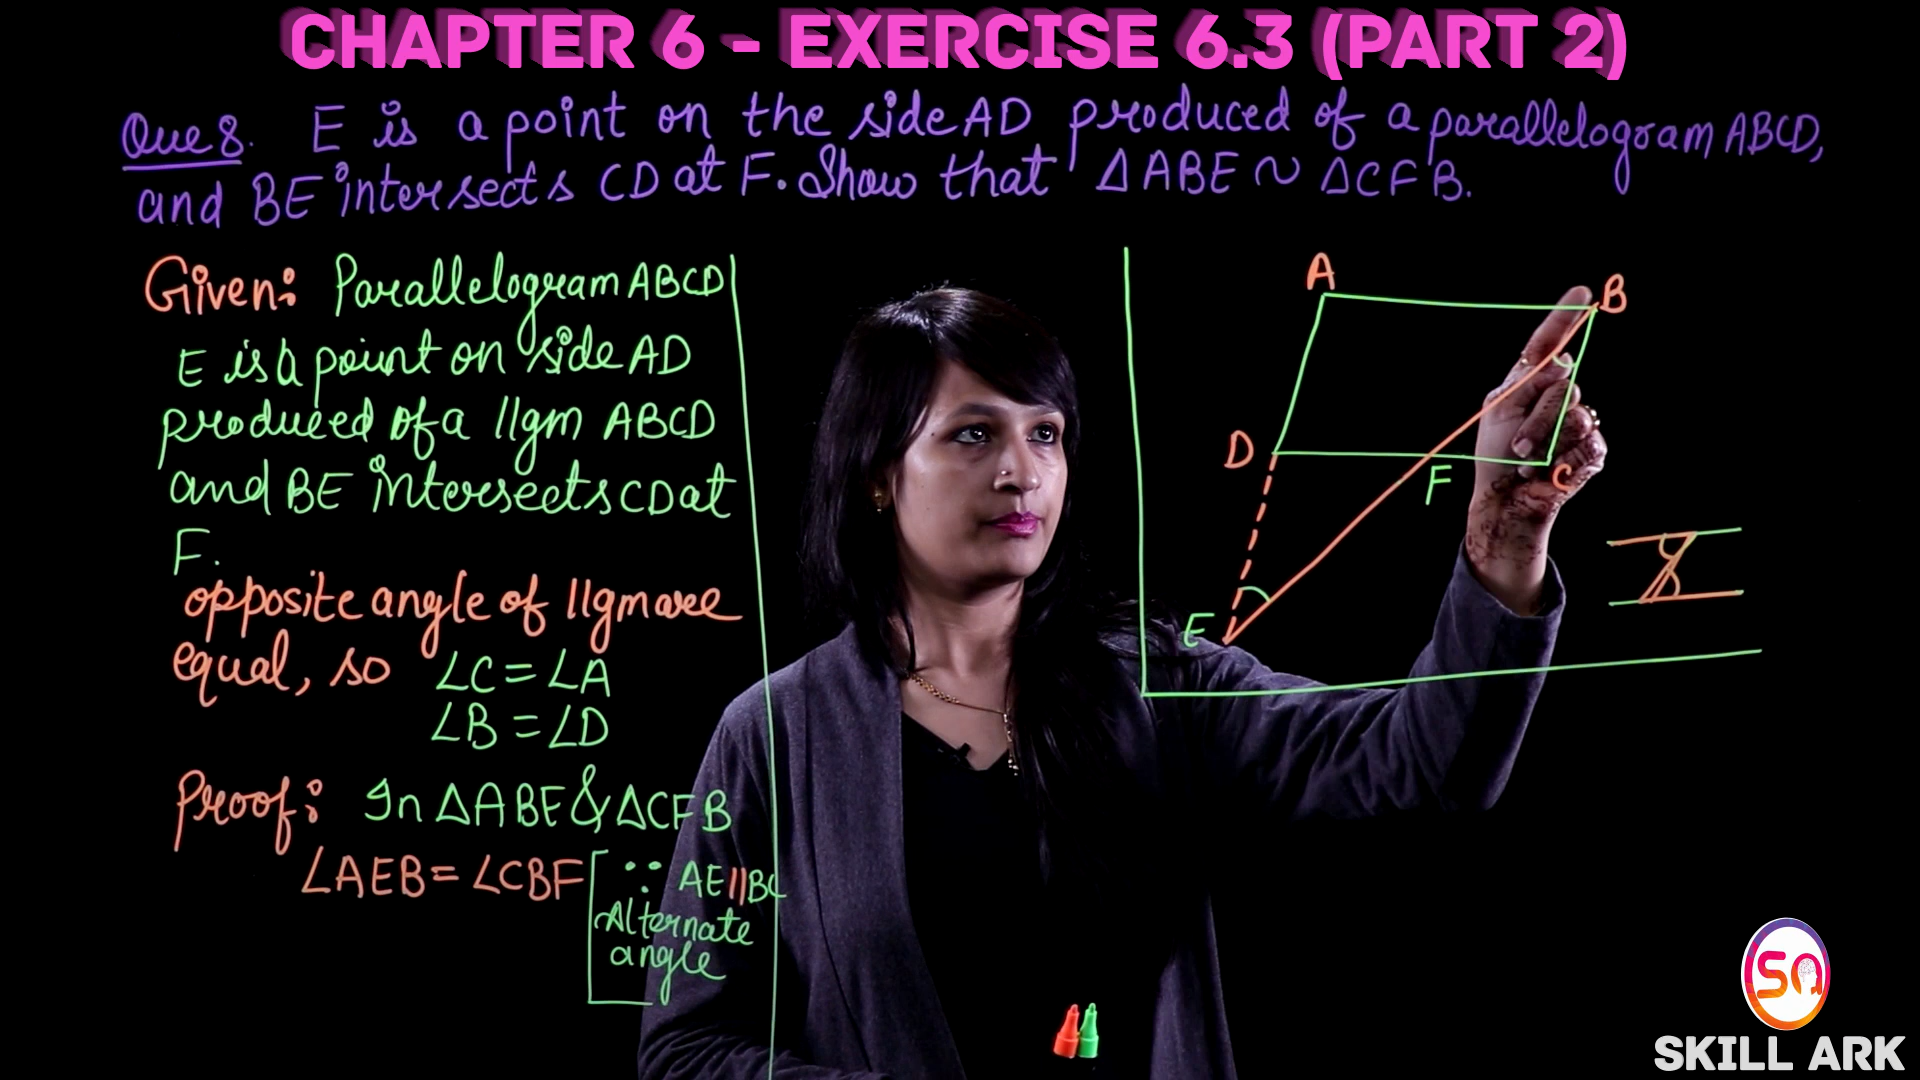 CHAPTER 6 - EXERCISE 6.3 (PART 2)
Que 8. E is a point on the side AD produced of a parallelogram ABCD,
and BE intersects CD at F. Show that ΔABE ~ ΔCFB.
Given: Parallelogram ABCD
E is a point on side AD
produced of a ||gm ABCD
and BE intersects CD at
F.
opposite angle of ||gm are
equal, so ∠C = ∠A
∠B = ∠D
Proof: In ΔABE & ΔCFB
∠AEB = ∠CBF [∵ AE||BC
Alternate
angle
A
B
D
F
C
E
SA
SKILL ARK